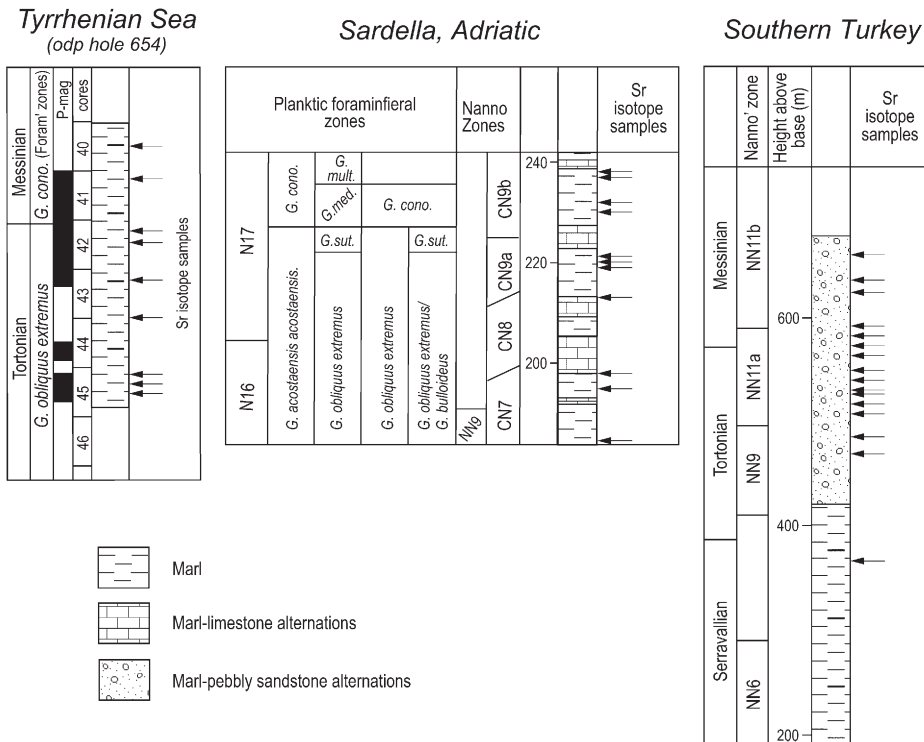 Tyrrhenian Sea
(odp hole 654)
Messinian
Tortonian
G. cono. (Foram' zones)
G. obliquus extremus
P-mag
cores
40
41
42
43
44
45
46
Sr isotope samples
Sardella, Adriatic
Planktic foraminfieral
zones
Nanno
Zones
Sr
isotope
samples
N17
N16
G. cono.
G. acostaensis acostaensis
G.
mult.
G.med.
G.sut.
G. obliquus extremus
G. cono.
G. obliquus extremus
G.sut.
G. obliquus extremus/
G. bulloideus
NN9
CN9b
CN9a
CN8
CN7
240
220
200
Southern Turkey
Nanno' zone
Height above
base (m)
Sr
isotope
samples
Messinian
Tortonian
Serravallian
NN11b
NN11a
NN9
NN6
600
400
200
Marl
Marl-limestone alternations
Marl-pebbly sandstone alternations